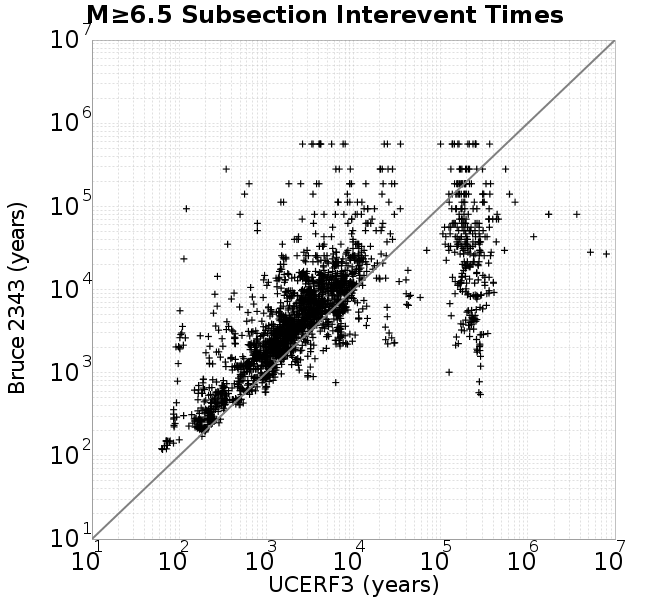 M≥6.5 Subsection Interevent Times
10^7
10^6
10^5
10^4
10^3
10^2
10^1
Bruce 2343 (years)
10^1 10^2 10^3 10^4 10^5 10^6 10^7
UCERF3 (years)